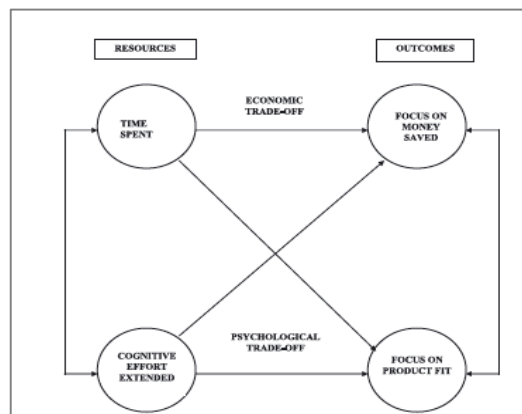 RESOURCES
OUTCOMES
ECONOMIC
TRADE-OFF
TIME
SPENT
FOCUS ON
MONEY
SAVED
PSYCHOLOGICAL
TRADE-OFF
COGNITIVE
EFFORT
EXTENDED
FOCUS ON
PRODUCT FIT